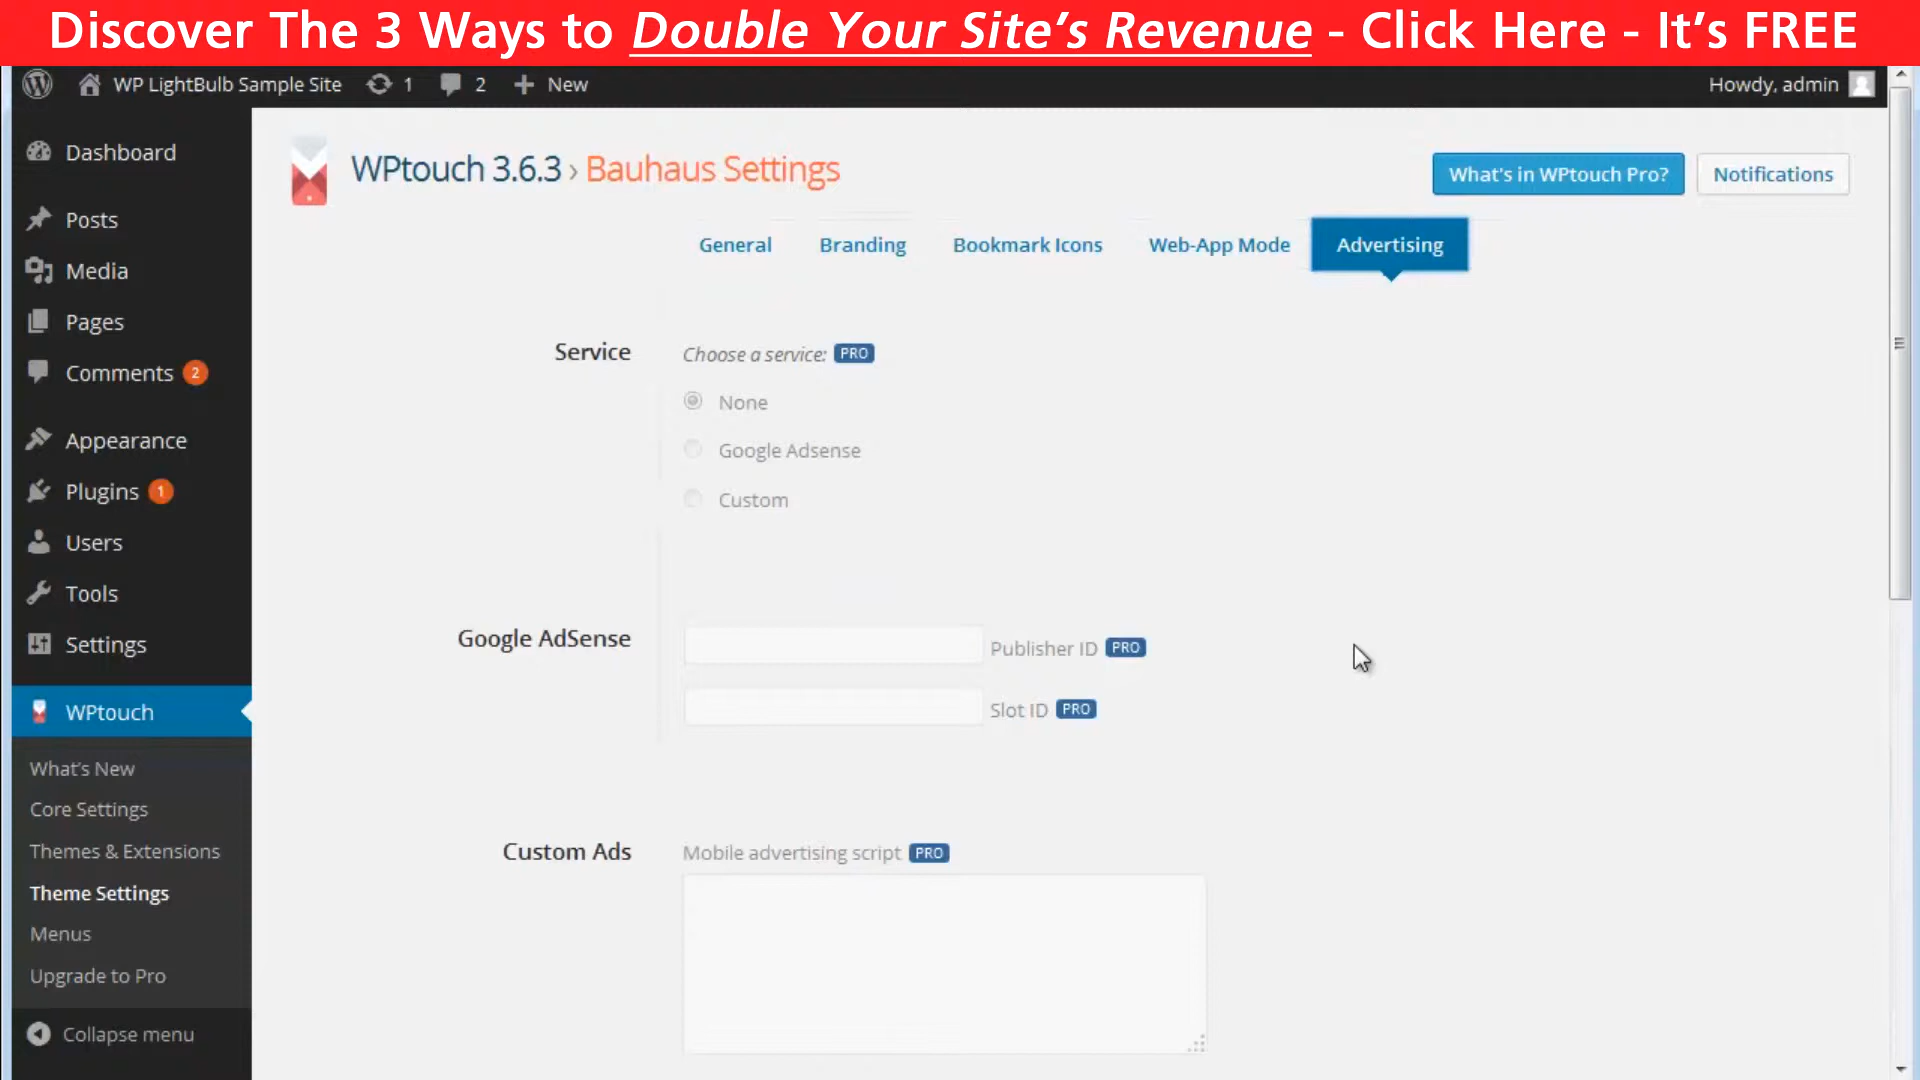 Discover The 3 Ways to Double Your Site's Revenue - Click Here - It's FREE
WP LightBulb Sample Site 1 2 New Howdy, admin
Dashboard
Posts
Media
Pages
Comments 2
Appearance
Plugins 1
Users
Tools
Settings
WPtouch
What's New
Core Settings
Themes & Extensions
Theme Settings
Menus
Upgrade to Pro
Collapse menu
WPtouch 3.6.3 › Bauhaus Settings
What's in WPtouch Pro? Notifications
General Branding Bookmark Icons Web-App Mode Advertising
Service Choose a service: PRO
None
Google Adsense
Custom
Google AdSense Publisher ID PRO
Slot ID PRO
Custom Ads Mobile advertising script PRO